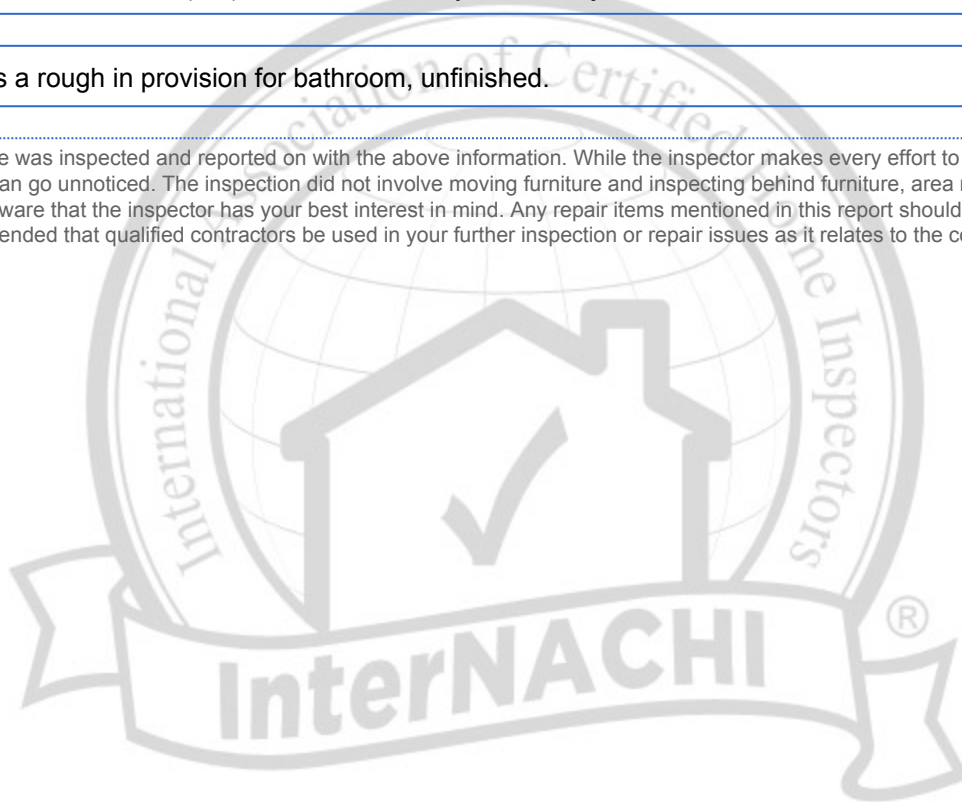 s a rough in provision for bathroom, unfinished.
e was inspected and reported on with the above information. While the inspector makes every effort to
an go unnoticed. The inspection did not involve moving furniture and inspecting behind furniture, area
ware that the inspector has your best interest in mind. Any repair items mentioned in this report should
ended that qualified contractors be used in your further inspection or repair issues as it relates to the
International Association of Certified Home Inspectors
InterNACHI ®